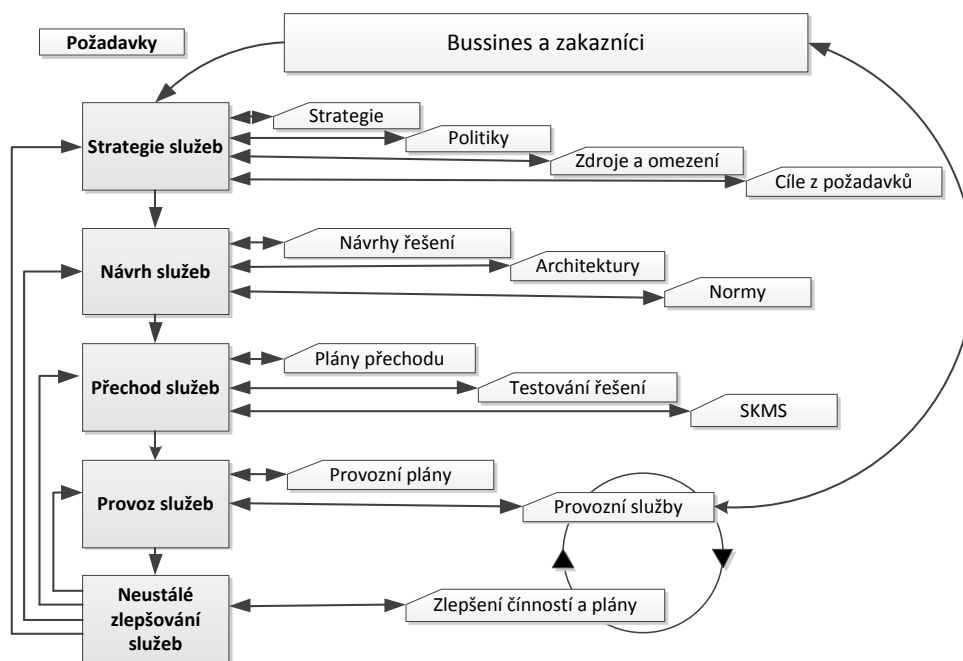 Požadavky
Bussines a zakazníci
Strategie služeb
Strategie
Politiky
Zdroje a omezení
Cíle z požadavků
Návrh služeb
Návrhy řešení
Architektury
Normy
Přechod služeb
Plány přechodu
Testování řešení
SKMS
Provoz služeb
Provozní plány
Provozní služby
Neustálé
zlepšování
služeb
Zlepšení čínností a plány